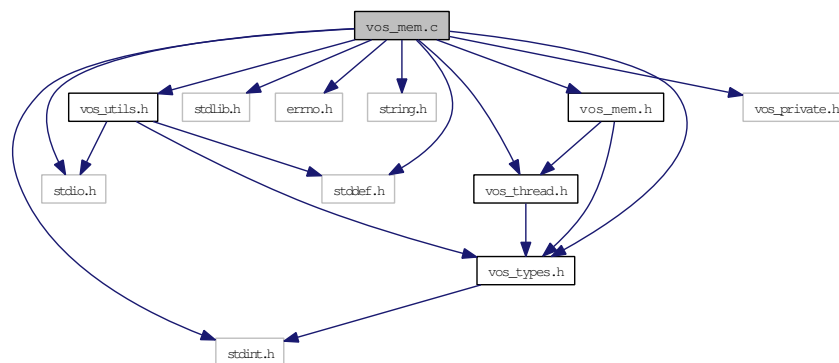 vos_mem.c
vos_utils.h
stdlib.h
errno.h
string.h
vos_mem.h
vos_private.h
stdio.h
stddef.h
vos_thread.h
vos_types.h
stdint.h